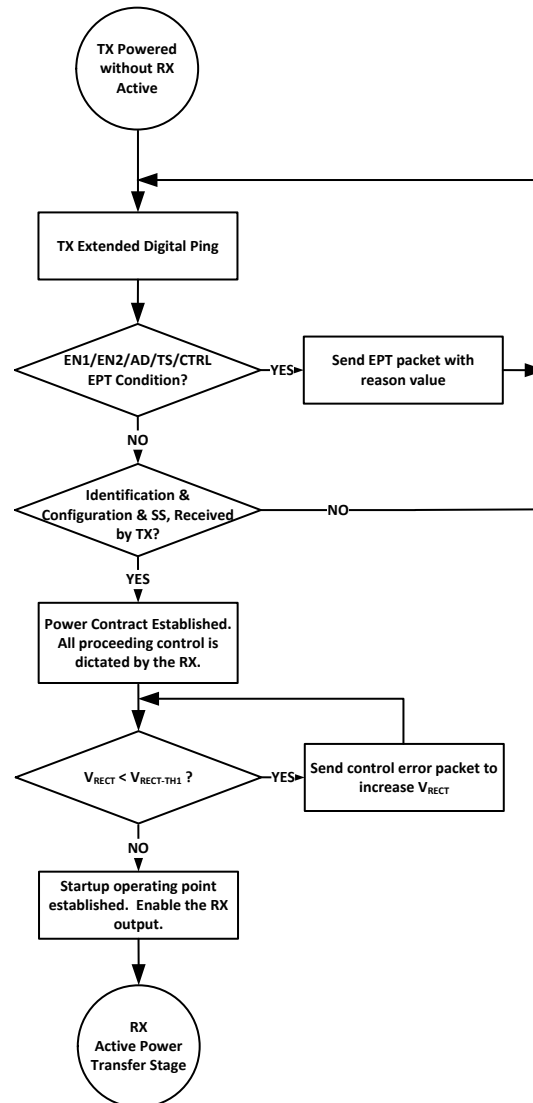 TX Powered
without RX
Active
TX Extended Digital Ping
EN1/EN2/AD/TS/CTRL
EPT Condition?
YES
Send EPT packet with
reason value
NO
Identification &
Configuration & SS, Received
by TX?
NO
YES
Power Contract Established.
All proceeding control is
dictated by the RX.
VRECT < VRECT-TH1 ?
YES
Send control error packet to
increase VRECT
NO
Startup operating point
established. Enable the RX
output.
RX
Active Power
Transfer Stage